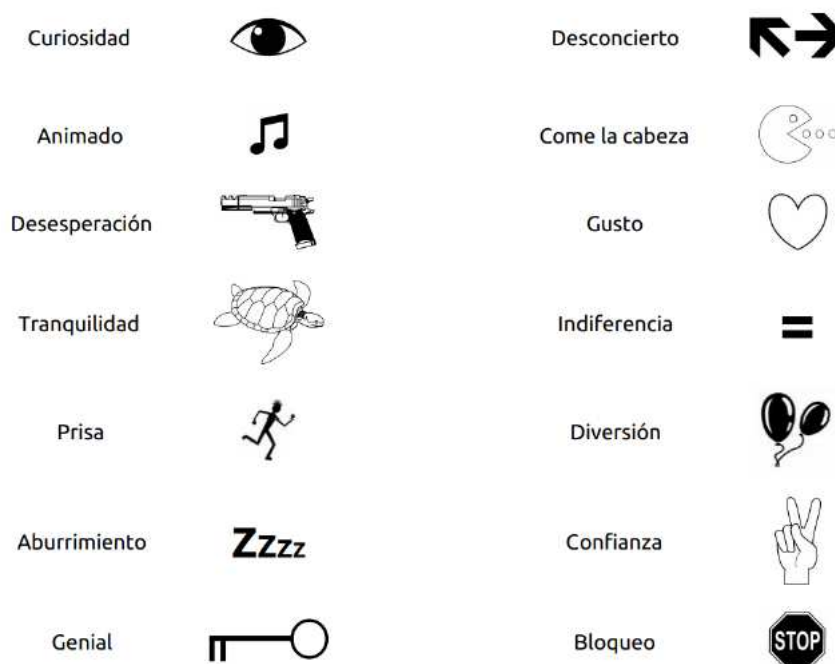 Curiosidad
Desconcierto
Animado
Come la cabeza
Desesperación
Gusto
Tranquilidad
Indiferencia
=
Prisa
Diversión
Aburrimiento
Zzzz
Confianza
Genial
Bloqueo
STOP